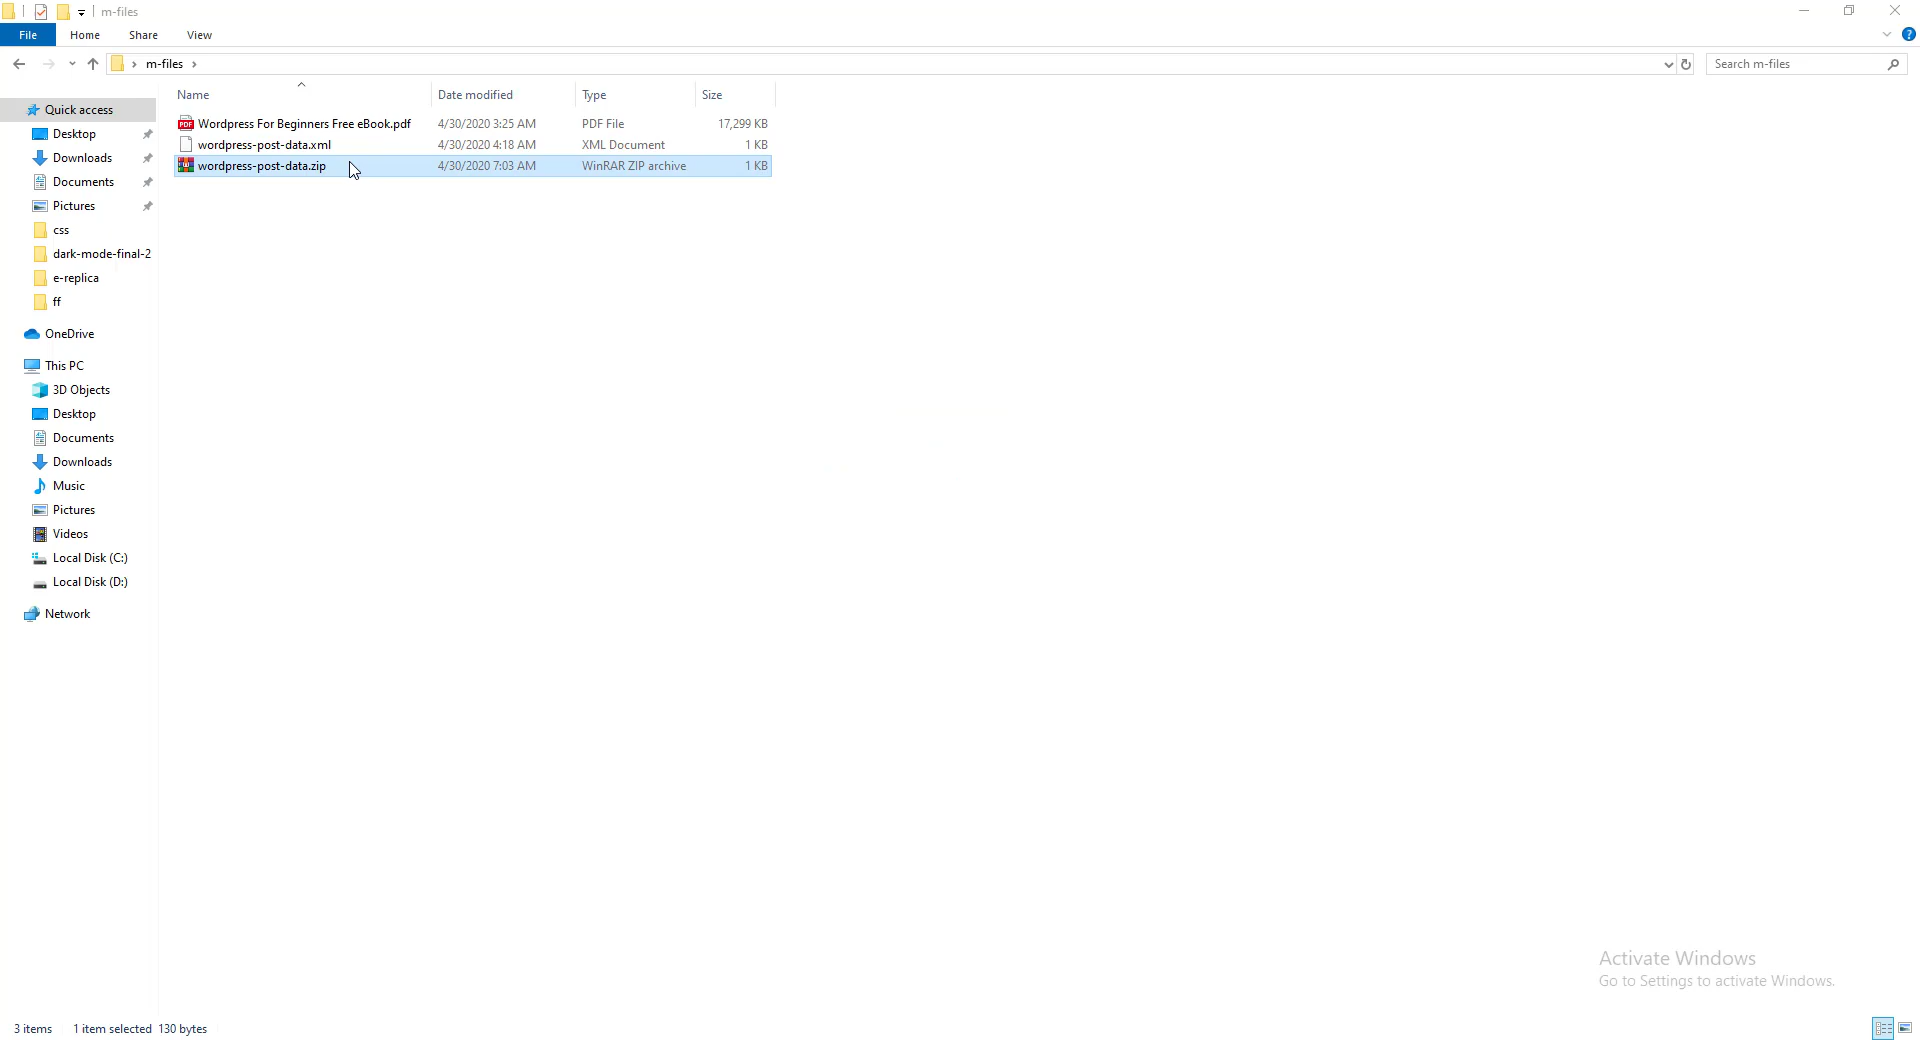 m-files
File Home Share View
m-files
Search m-files
Name Date modified Type Size
Quick access
Wordpress For Beginners Free eBook.pdf 4/30/2020 3:25 AM PDF File 17,299 KB
Desktop
wordpress-post-data.xml 4/30/2020 4:18 AM XML Document 1 KB
Downloads
wordpress-post-data.zip 4/30/2020 7:03 AM WinRAR ZIP archive 1 KB
Documents
Pictures
css
dark-mode-final-2
e-replica
ff
OneDrive
This PC
3D Objects
Desktop
Documents
Downloads
Music
Pictures
Videos
Local Disk (C:)
Local Disk (D:)
Network
Activate Windows
Go to Settings to activate Windows.
3 items 1 item selected 130 bytes